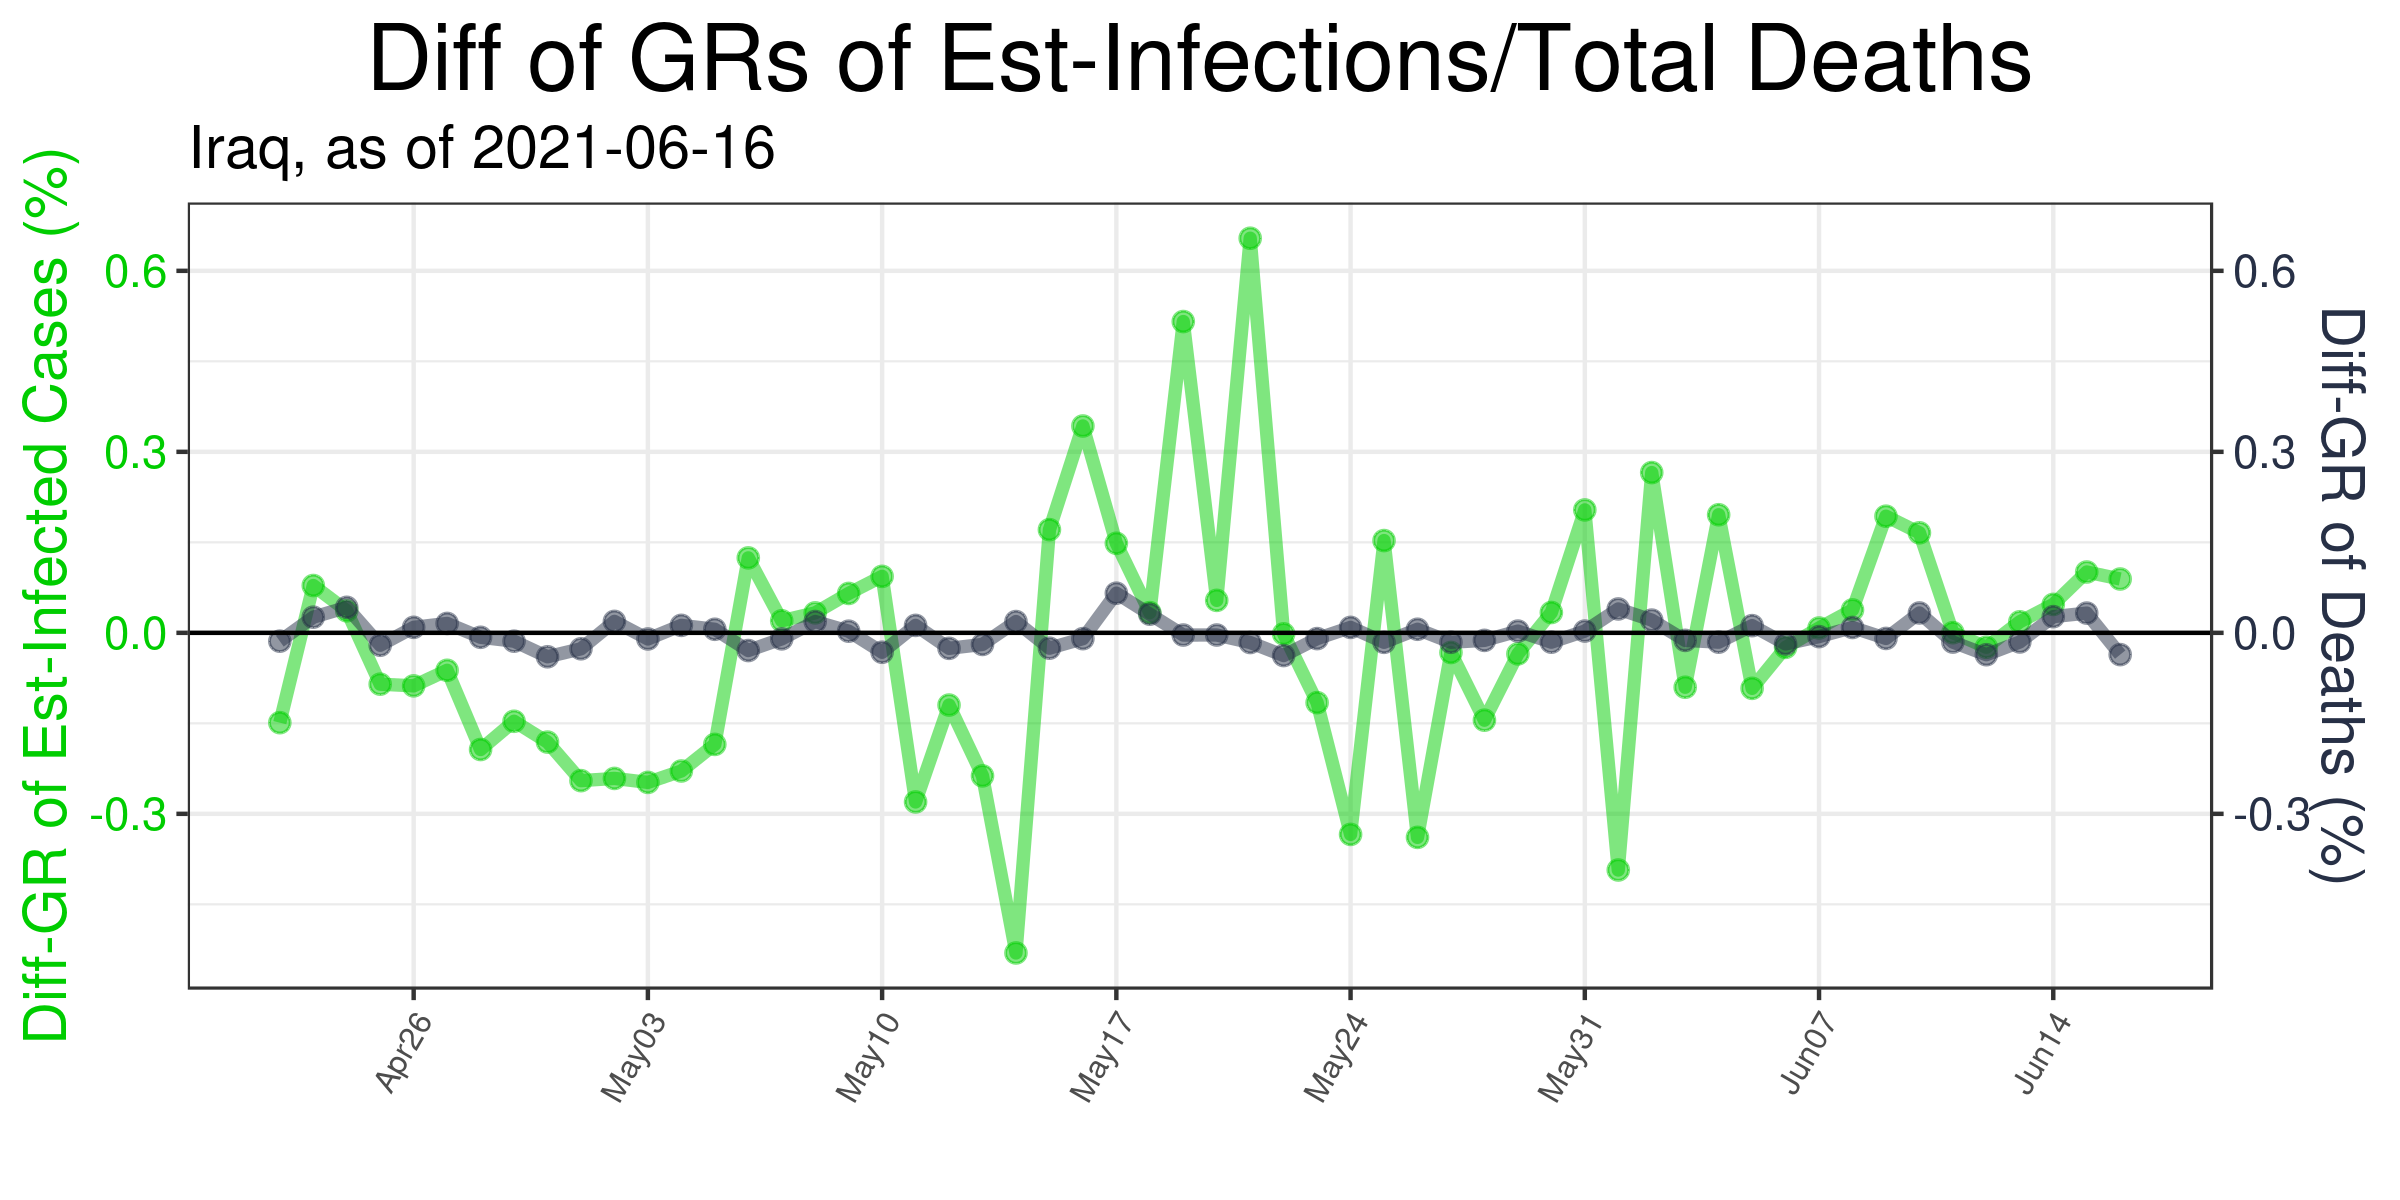 Diff of GRs of Est-Infections/Total Deaths
Iraq, as of 2021-06-16
Diff-GR of Est-Infected Cases (%)
0.6
0.3
0.0
-0.3
0.6
0.3
0.0
-0.3
Diff-GR of Deaths (%)
Apr26
May03
May10
May17
May24
May31
Jun07
Jun14